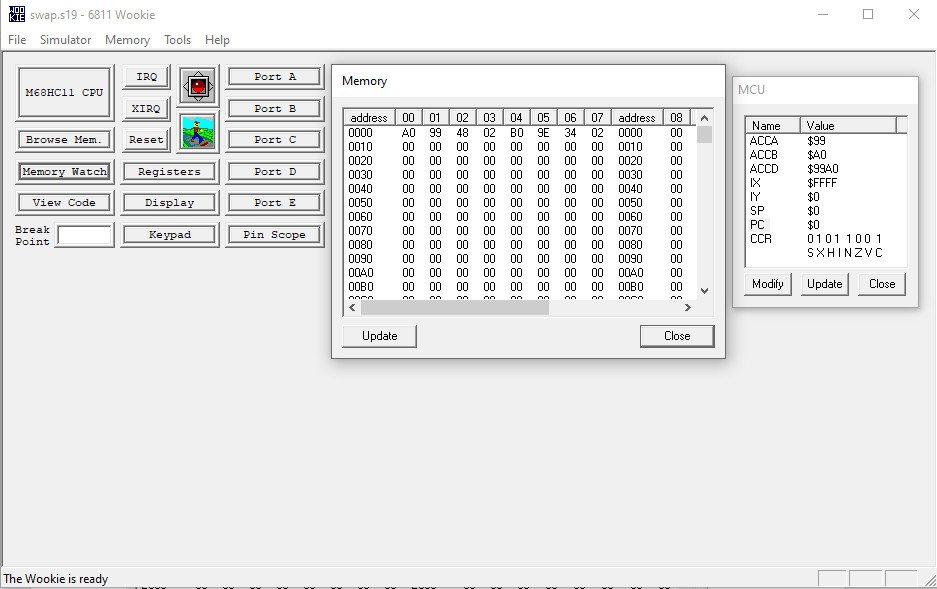 WOO
KIE
swap.s19 - 6811 Wookie
File Simulator Memory Tools Help
M68HC11 CPU
IRQ
XIRQ
Reset
Browse Mem.
Memory Watch
Registers
View Code
Display
Break
Point
Keypad
Port A
Port B
Port C
Port D
Port E
Pin Scope
Memory
address 00 01 02 03 04 05 06 07 address 08
0000 A0 99 48 02 B0 9E 34 02 0000 00
0010 00 00 00 00 00 00 00 00 0010 00
0020 00 00 00 00 00 00 00 00 0020 00
0030 00 00 00 00 00 00 00 00 0030 00
0040 00 00 00 00 00 00 00 00 0040 00
0050 00 00 00 00 00 00 00 00 0050 00
0060 00 00 00 00 00 00 00 00 0060 00
0070 00 00 00 00 00 00 00 00 0070 00
0080 00 00 00 00 00 00 00 00 0080 00
0090 00 00 00 00 00 00 00 00 0090 00
00A0 00 00 00 00 00 00 00 00 00A0 00
00B0 00 00 00 00 00 00 00 00 00B0 00
Update
Close
MCU
Name Value
ACCA $99
ACCB $A0
ACCD $99A0
IX $FFFF
IY $0
SP $0
PC $0
CCR 0 1 0 1 1 0 0 1
S X H I N Z V C
Modify Update Close
The Wookie is ready